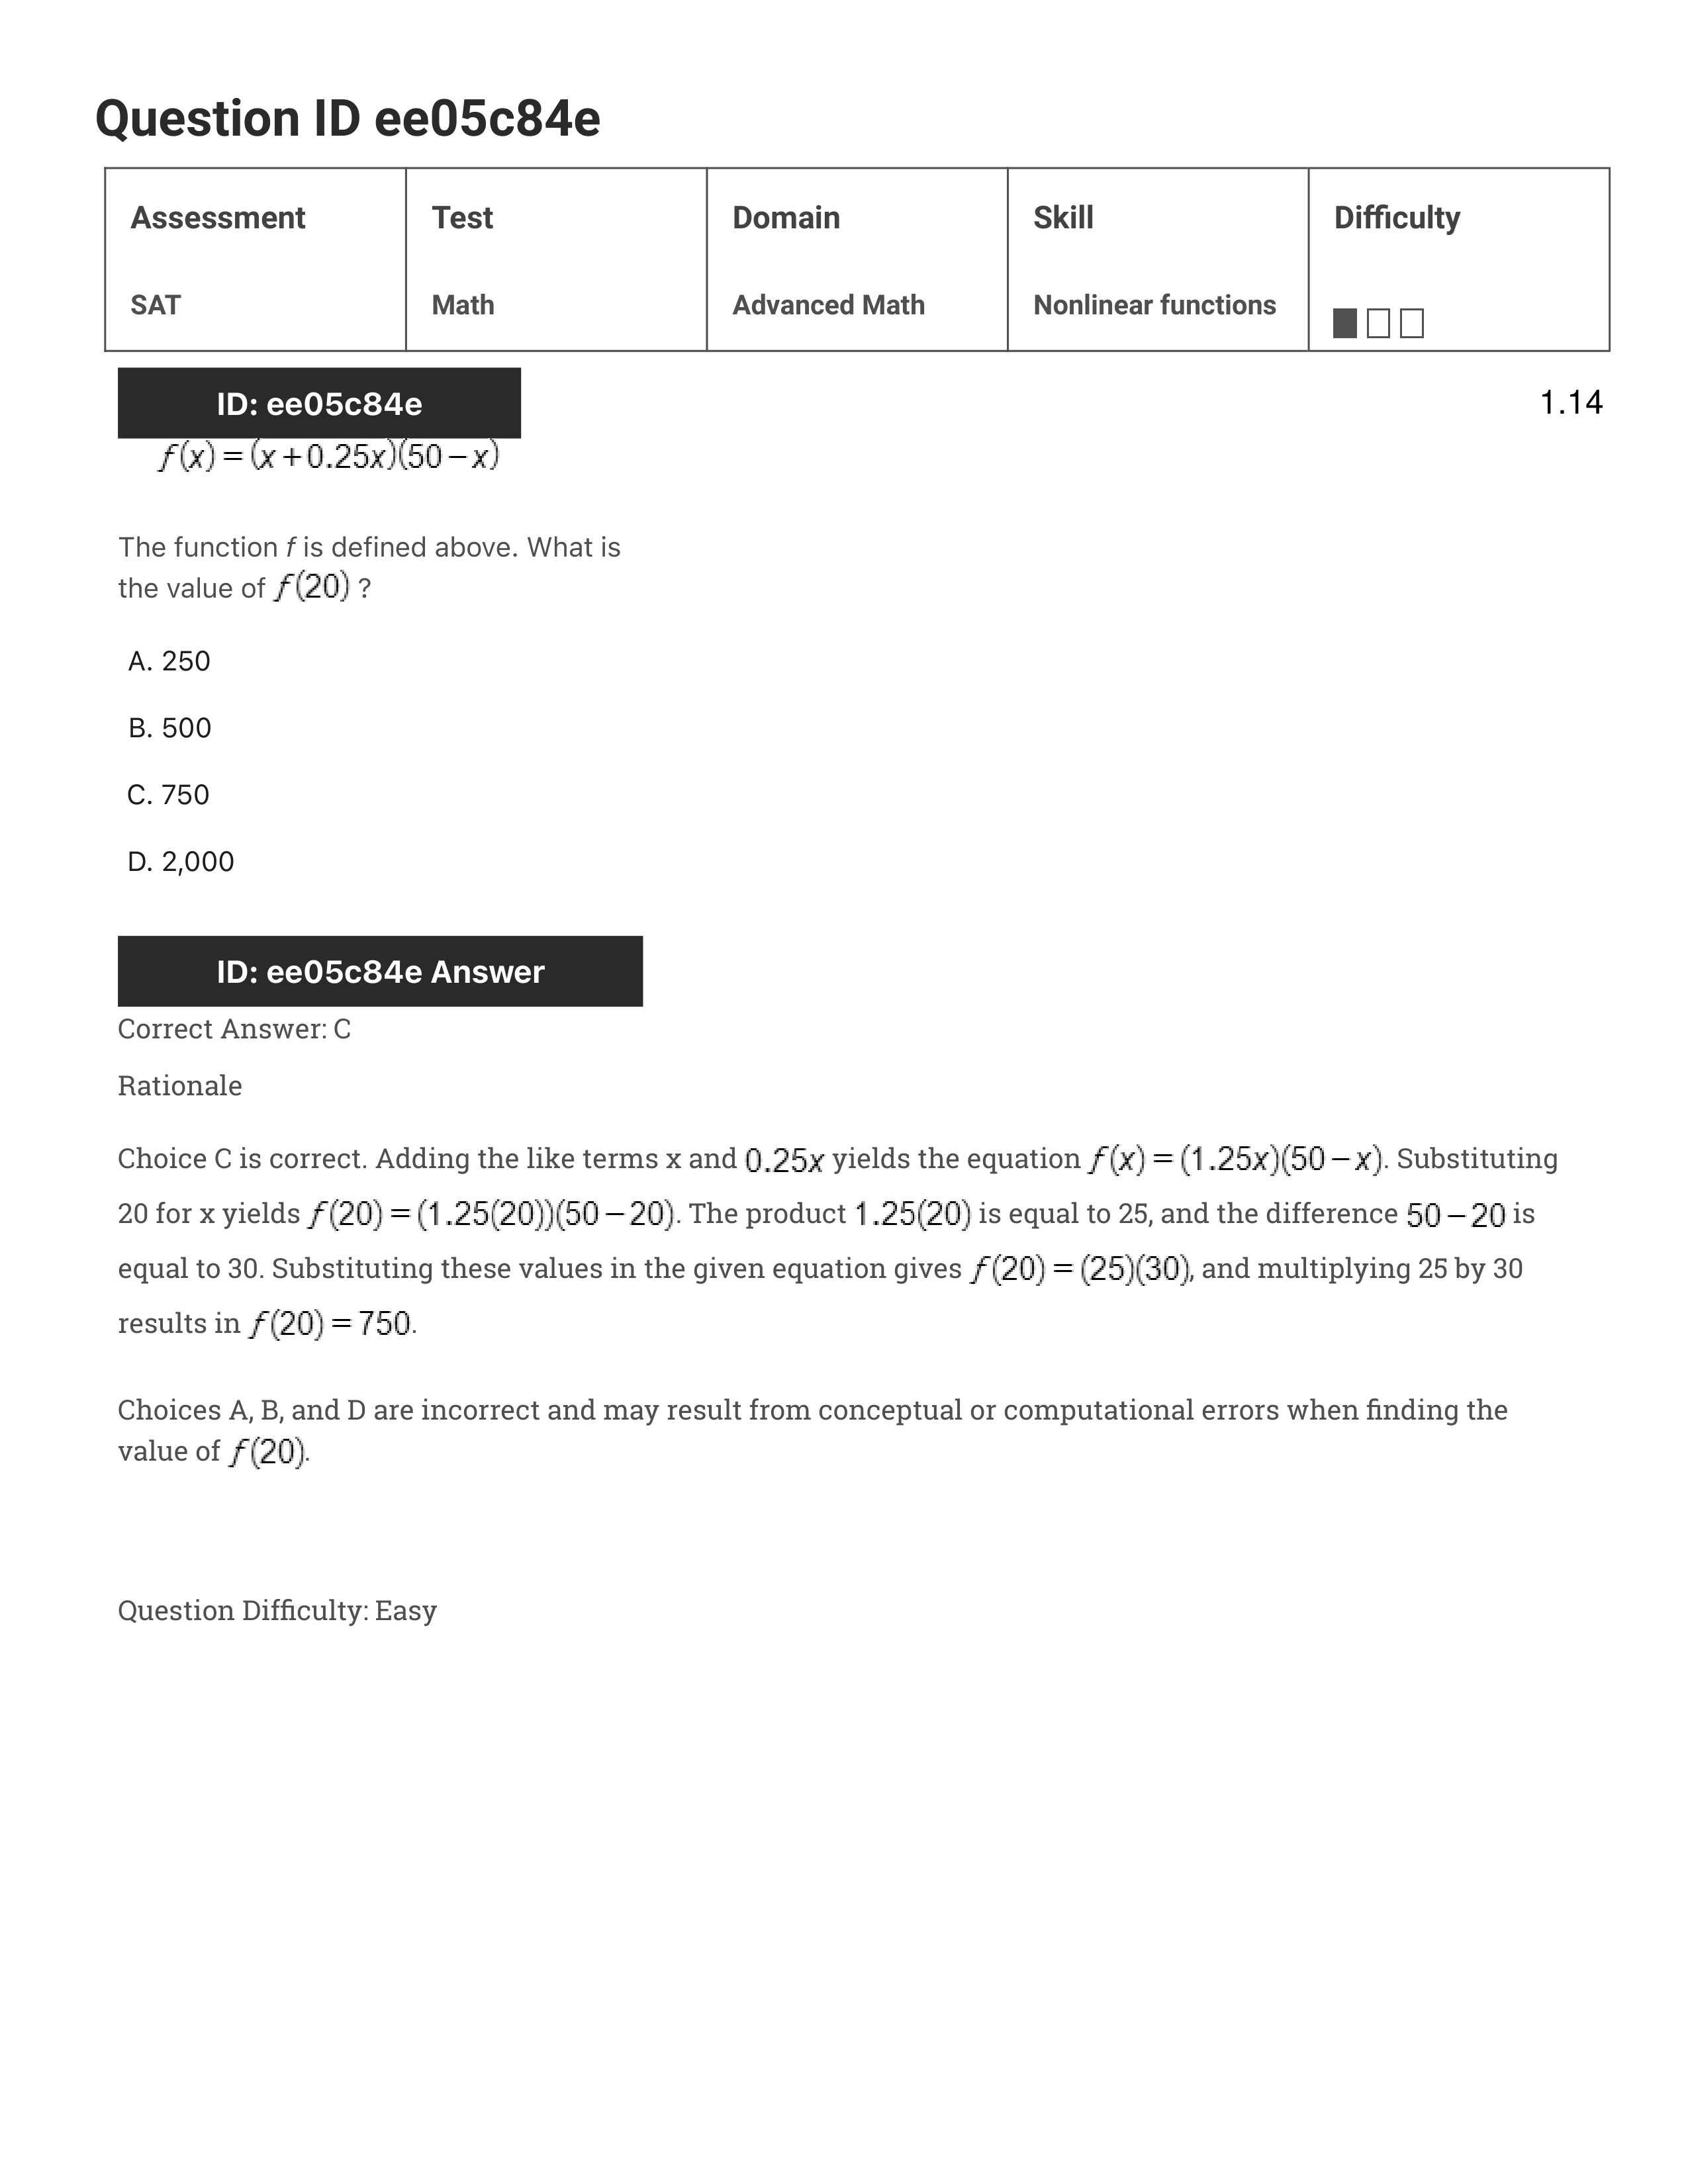 Question ID ee05c84e
Assessment Test Domain Skill Difficulty
SAT Math Advanced Math Nonlinear functions
ID: ee05c84e 1.14
f(x) = (x+0.25x)(50−x)
The function f is defined above. What is
the value of f(20) ?
A. 250
B. 500
C. 750
D. 2,000
ID: ee05c84e Answer
Correct Answer: C
Rationale
Choice C is correct. Adding the like terms x and 0.25x yields the equation f(x) = (1.25x)(50−x). Substituting
20 for x yields f(20) = (1.25(20))(50−20). The product 1.25(20) is equal to 25, and the difference 50−20 is
equal to 30. Substituting these values in the given equation gives f(20) = (25)(30), and multiplying 25 by 30
results in f(20) = 750.
Choices A, B, and D are incorrect and may result from conceptual or computational errors when finding the
value of f(20).
Question Difficulty: Easy